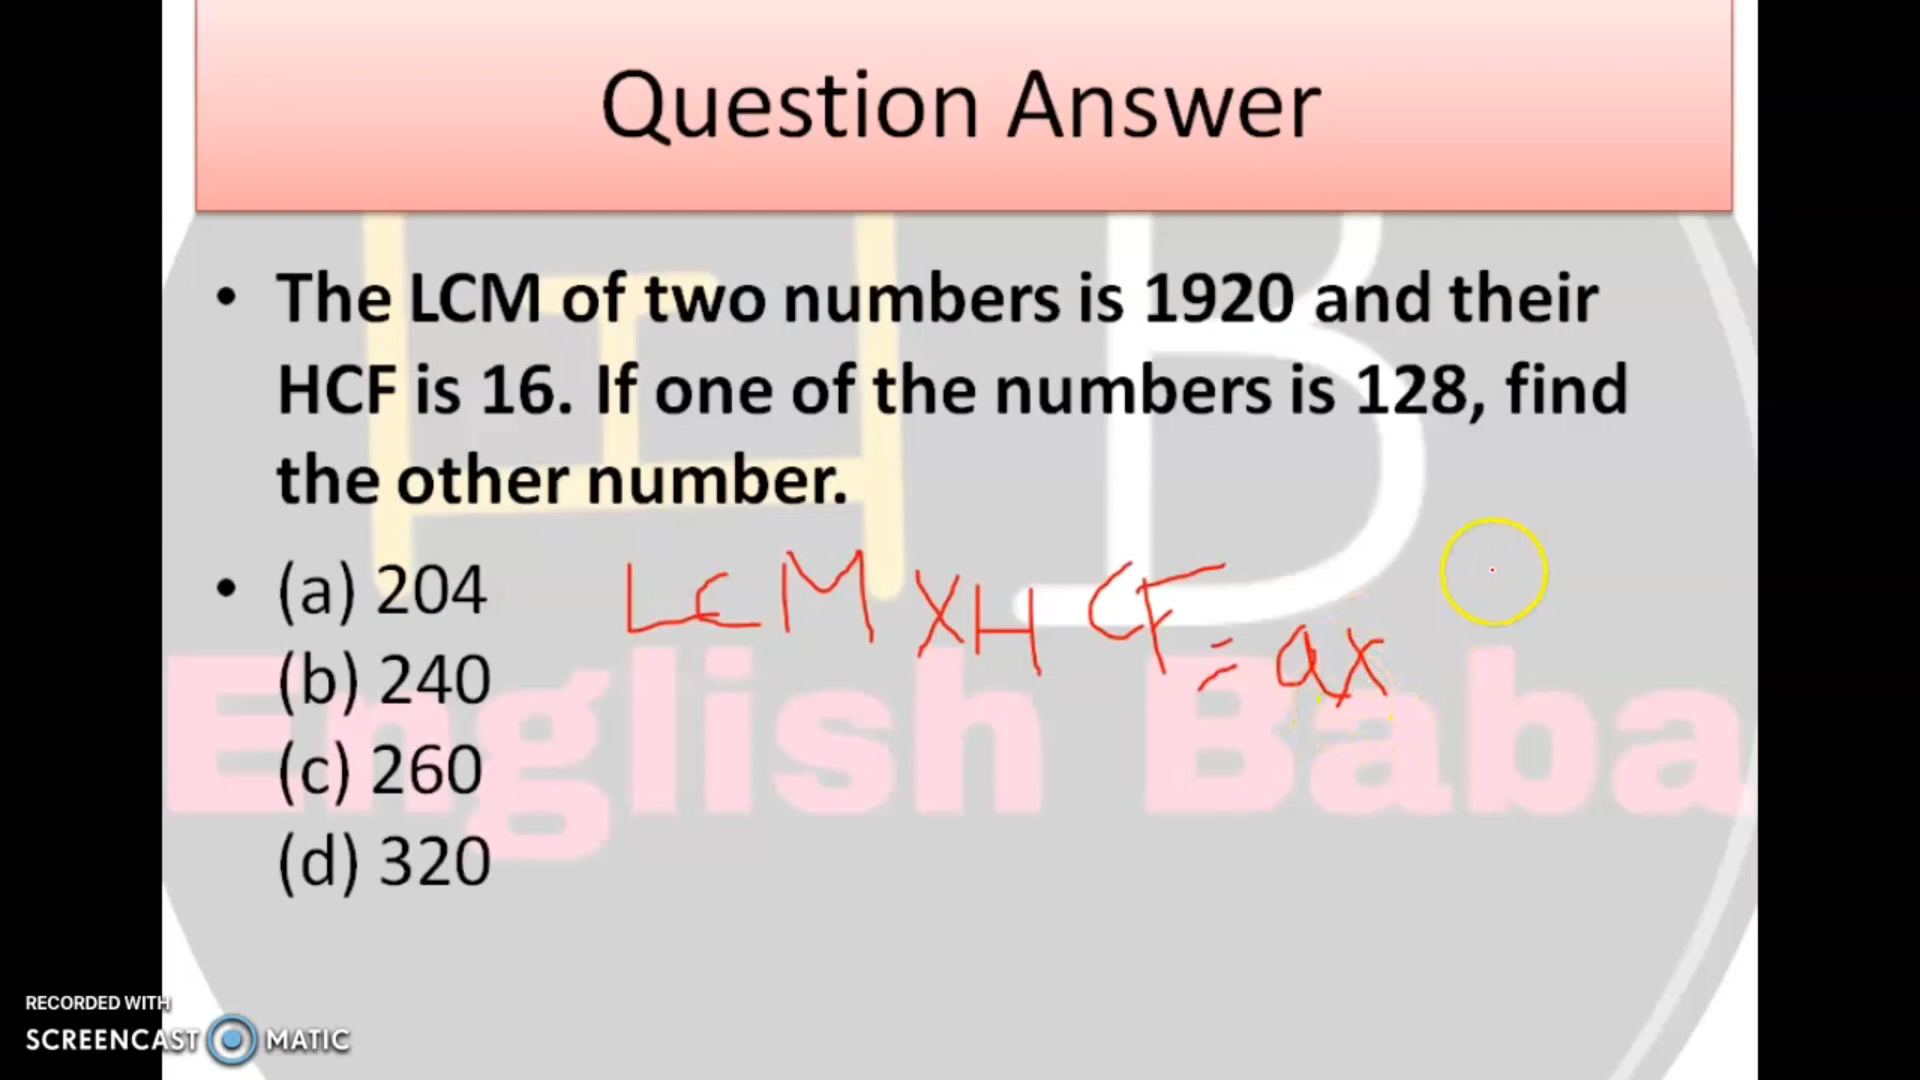 Question Answer
• The LCM of two numbers is 1920 and their
HCF is 16. If one of the numbers is 128, find
the other number.
• (a) 204
(b) 240
(c) 260
(d) 320
LCM X HCF = ax
English Baba
RECORDED WITH
SCREENCAST MATIC